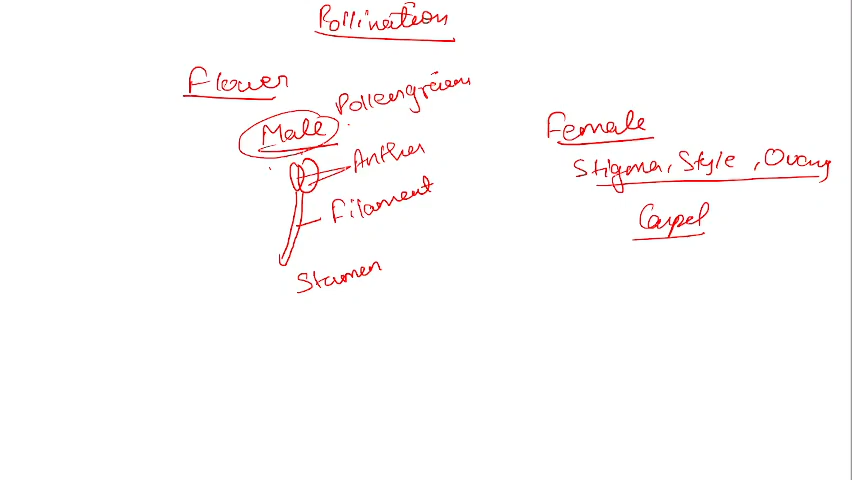 Pollination
Flower
Pollengrain
Male
Anther
Filament
Stamen
Female
Stigma, Style, Ovary
Carpel